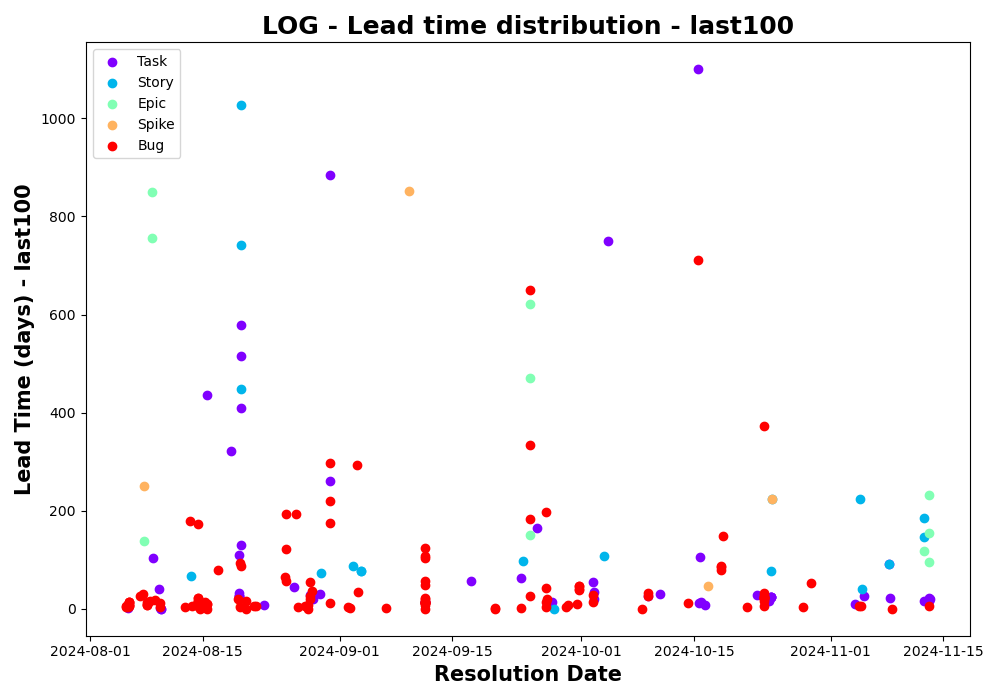 LOG - Lead time distribution - last100
Task
Story
Epic
Spike
Bug
Lead Time (days) - last100
1000
800
600
400
200
0
2024-08-01 2024-08-15 2024-09-01 2024-09-15 2024-10-01 2024-10-15 2024-11-01 2024-11-15
Resolution Date